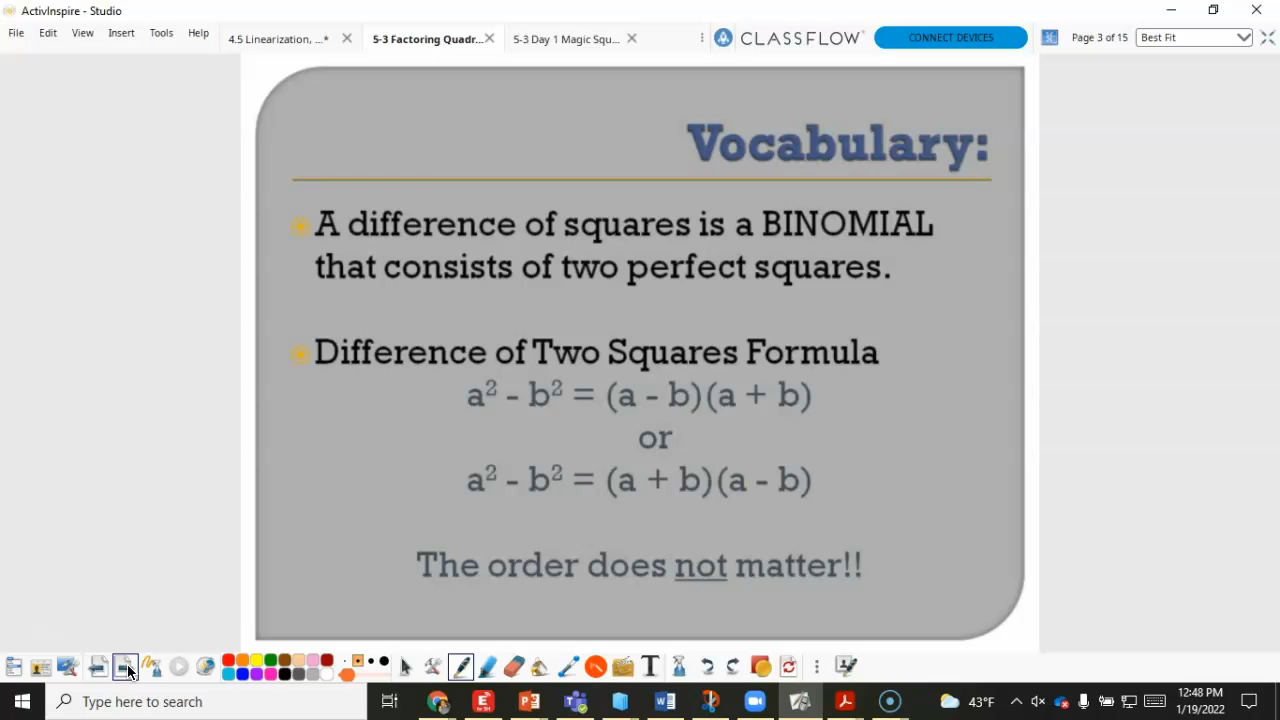 ActivInspire - Studio
File Edit View Insert Tools Help
4.5 Linearization, ...*
5-3 Factoring Quadr...*
5-3 Day 1 Magic Squ...
CLASSFLOW
CONNECT DEVICES
Page 3 of 15
Best Fit
Vocabulary:
A difference of squares is a BINOMIAL
that consists of two perfect squares.
Difference of Two Squares Formula
a² - b² = (a - b)(a + b)
or
a² - b² = (a + b)(a - b)
The order does not matter!!
Type here to search
43°F
12:48 PM
1/19/2022